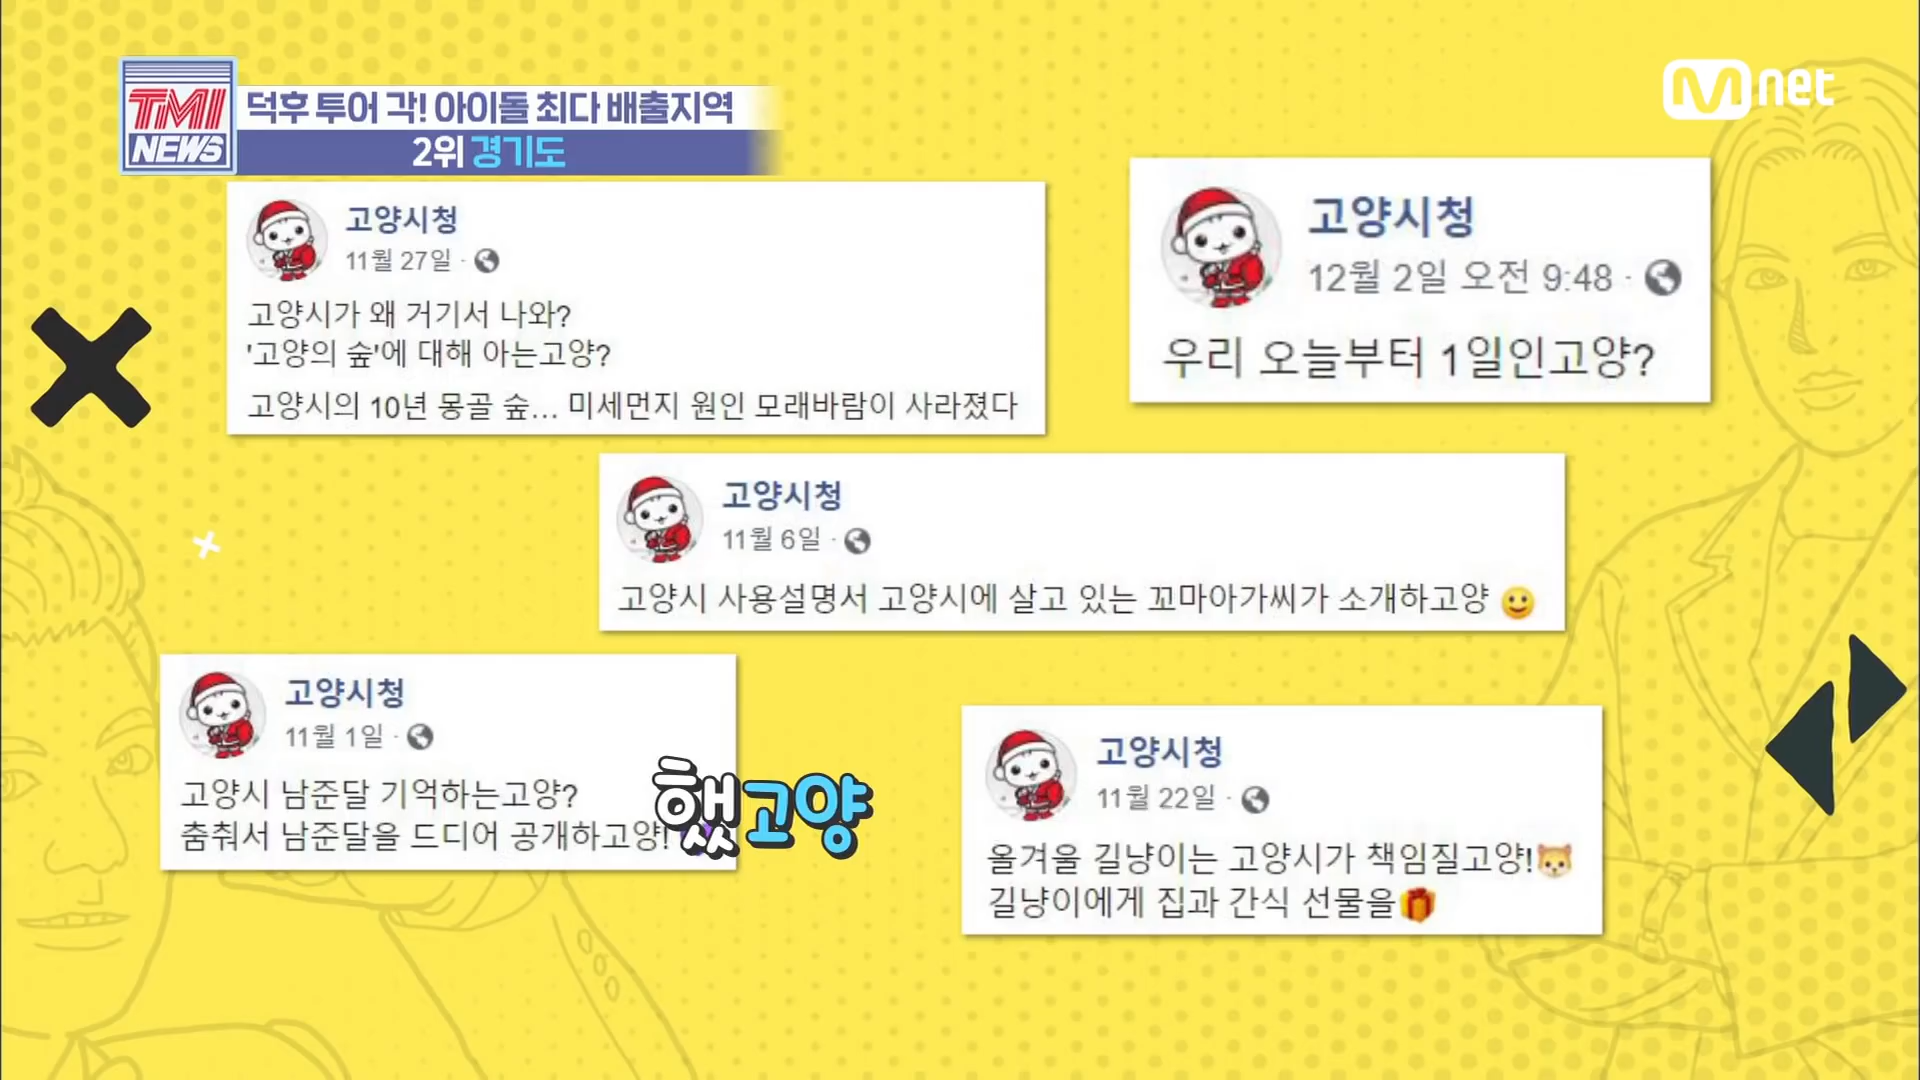 TMI
NEWS
덕후 투어 각! 아이돌 최다 배출지역
2위 경기도
Mnet
고양시청
11월 27일 ·
고양시가 왜 거기서 나와?
'고양의 숲'에 대해 아는고양?
고양시의 10년 몽골 숲... 미세먼지 원인 모래바람이 사라졌다
고양시청
12월 2일 오전 9:48 ·
우리 오늘부터 1일인고양?
고양시청
11월 6일 ·
고양시 사용설명서 고양시에 살고 있는 꼬마아가씨가 소개하고양 🙂
고양시청
11월 1일 ·
고양시 남준달 기억하는고양?
춤춰서 남준달을 드디어 공개하고양!
했고양
고양시청
11월 22일 ·
올겨울 길냥이는 고양시가 책임질고양!🐱
길냥이에게 집과 간식 선물을🎁